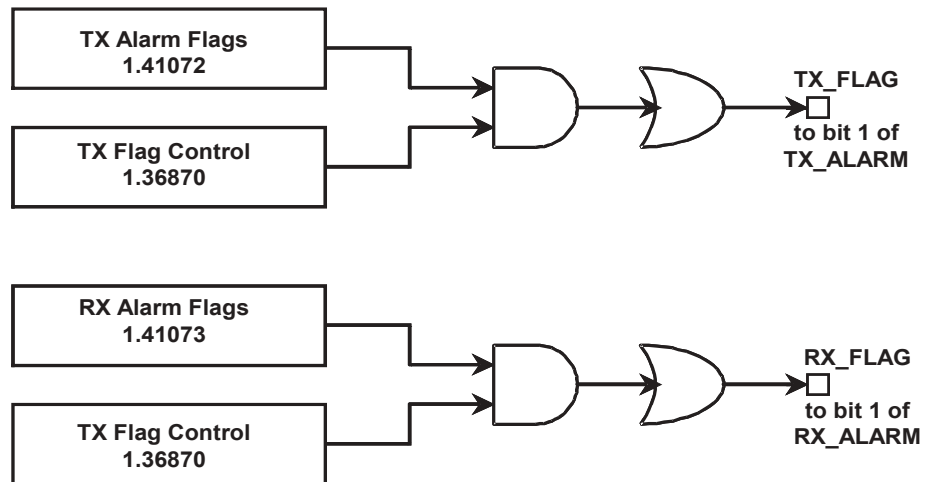 TX Alarm Flags
1.41072
TX Flag Control
1.36870
TX_FLAG
to bit 1 of
TX_ALARM
RX Alarm Flags
1.41073
TX Flag Control
1.36870
RX_FLAG
to bit 1 of
RX_ALARM